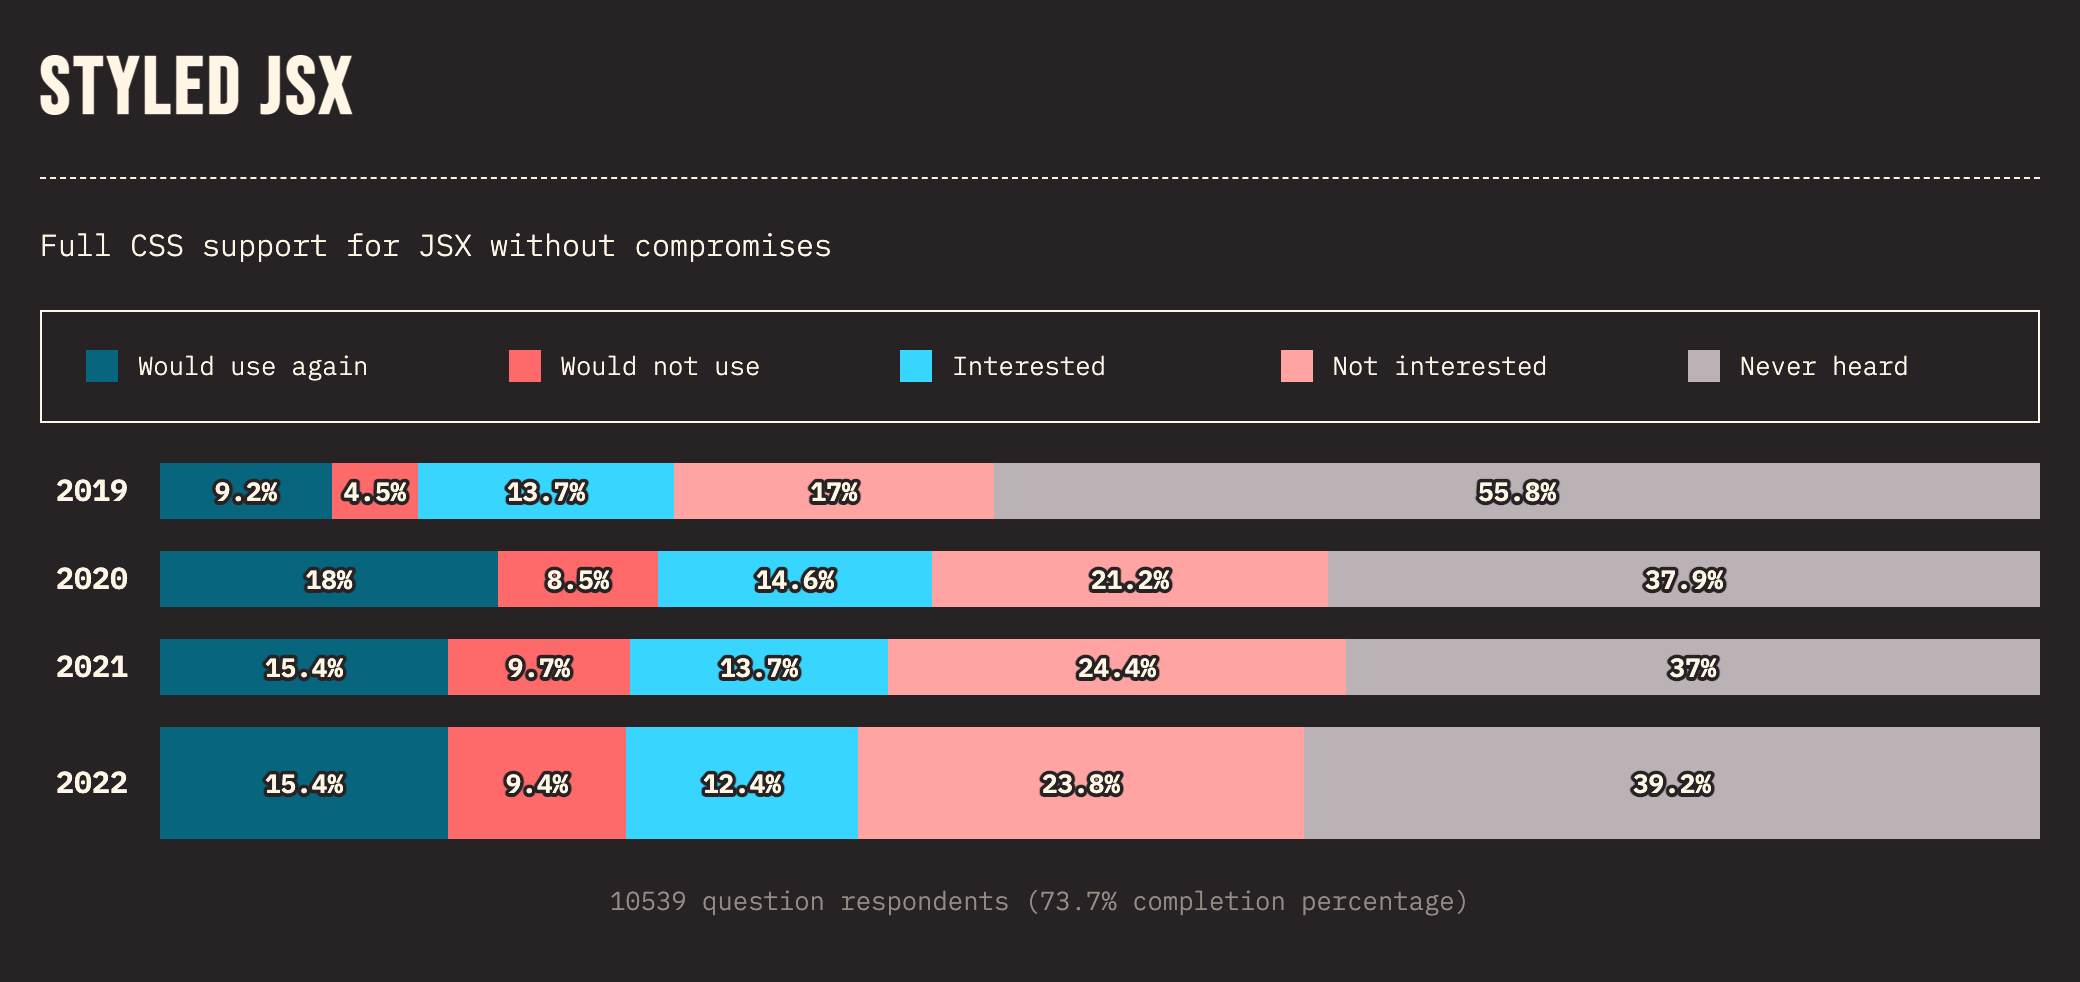 STYLED JSX
Full CSS support for JSX without compromises
Would use again Would not use Interested Not interested Never heard
2019 9.2% 4.5% 13.7% 17% 55.8%
2020 18% 8.5% 14.6% 21.2% 37.9%
2021 15.4% 9.7% 13.7% 24.4% 37%
2022 15.4% 9.4% 12.4% 23.8% 39.2%
10539 question respondents (73.7% completion percentage)